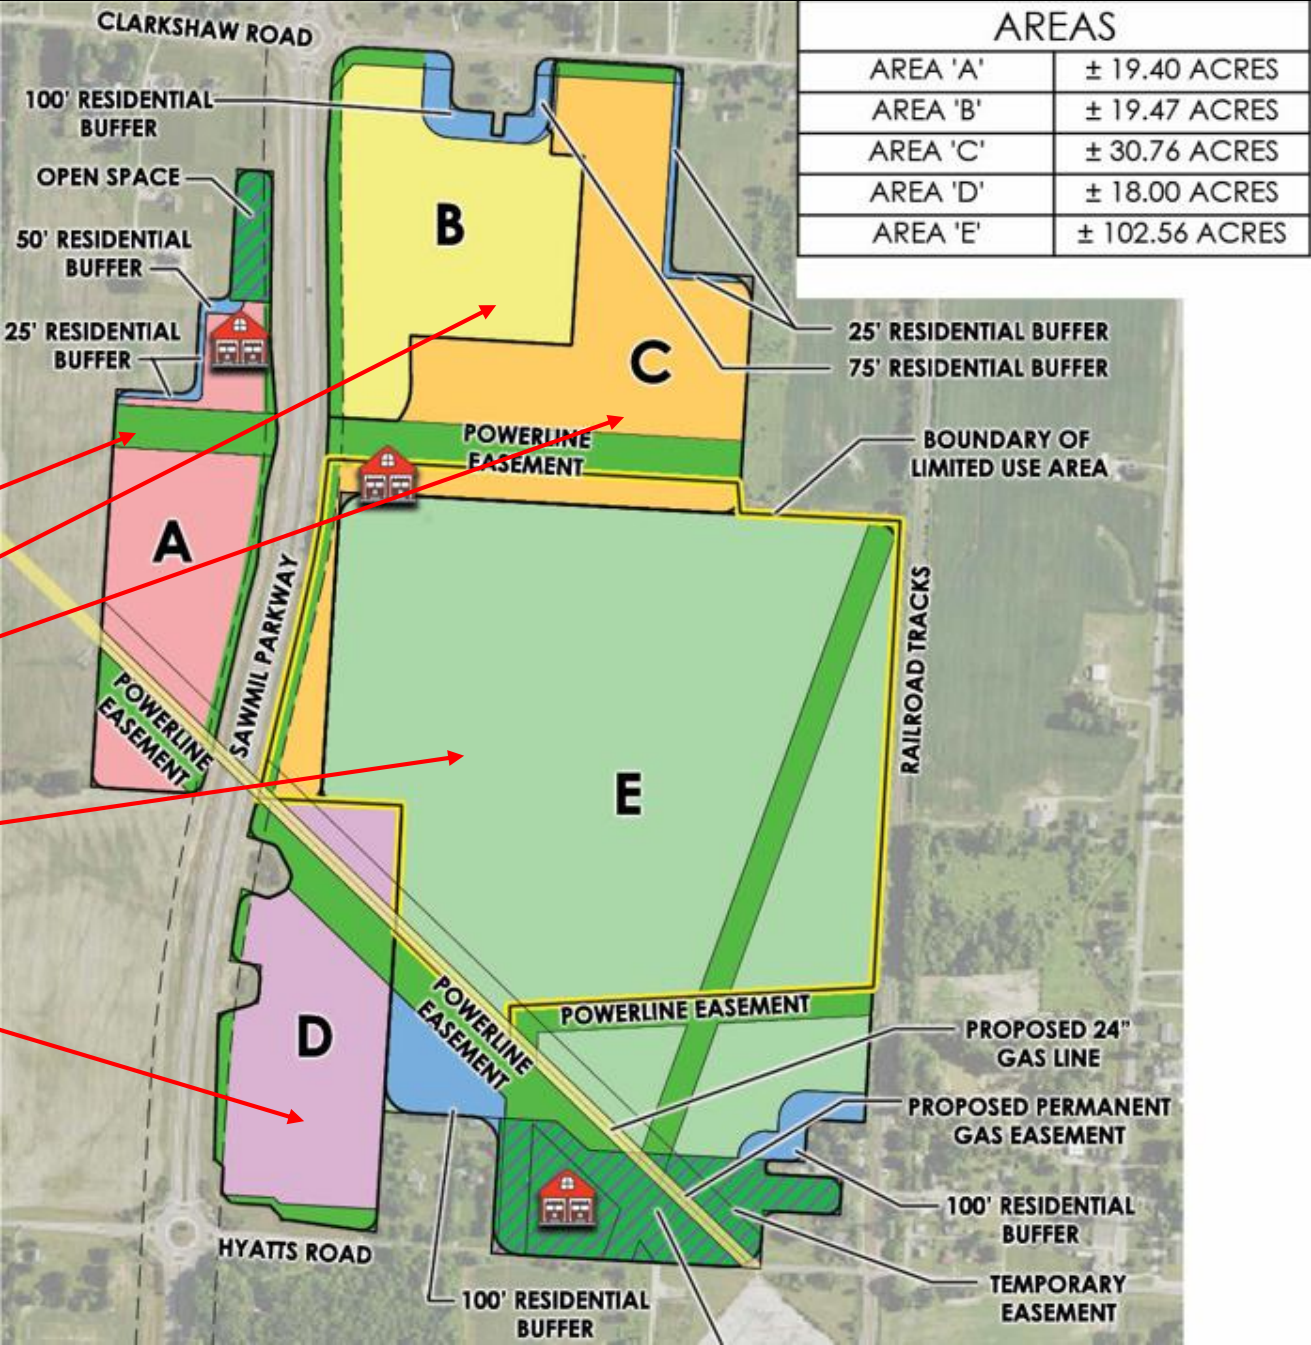 CLARKSHAW ROAD
AREAS
AREA 'A' ± 19.40 ACRES
AREA 'B' ± 19.47 ACRES
AREA 'C' ± 30.76 ACRES
AREA 'D' ± 18.00 ACRES
AREA 'E' ± 102.56 ACRES
100' RESIDENTIAL
BUFFER
OPEN SPACE
50' RESIDENTIAL
BUFFER
25' RESIDENTIAL
BUFFER
B
C
25' RESIDENTIAL BUFFER
75' RESIDENTIAL BUFFER
POWERLINE
EASEMENT
BOUNDARY OF
LIMITED USE AREA
A
SAWMIL PARKWAY
RAILROAD TRACKS
POWERLINE
EASEMENT
E
D
POWERLINE
EASEMENT
POWERLINE EASEMENT
PROPOSED 24"
GAS LINE
PROPOSED PERMANENT
GAS EASEMENT
100' RESIDENTIAL
BUFFER
HYATTS ROAD
TEMPORARY
EASEMENT
100' RESIDENTIAL
BUFFER